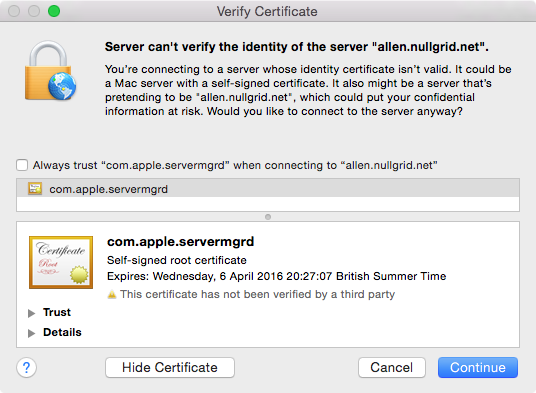 Verify Certificate
Server can't verify the identity of the server "allen.nullgrid.net".
You're connecting to a server whose identity certificate isn't valid. It could be
a Mac server with a self-signed certificate. It also might be a server that's
pretending to be "allen.nullgrid.net", which could put your confidential
information at risk. Would you like to connect to the server anyway?
Always trust “com.apple.servermgrd” when connecting to “allen.nullgrid.net”
com.apple.servermgrd
Certificate
Root
com.apple.servermgrd
Self-signed root certificate
Expires: Wednesday, 6 April 2016 20:27:07 British Summer Time
This certificate has not been verified by a third party
Trust
Details
?
Hide Certificate
Cancel
Continue